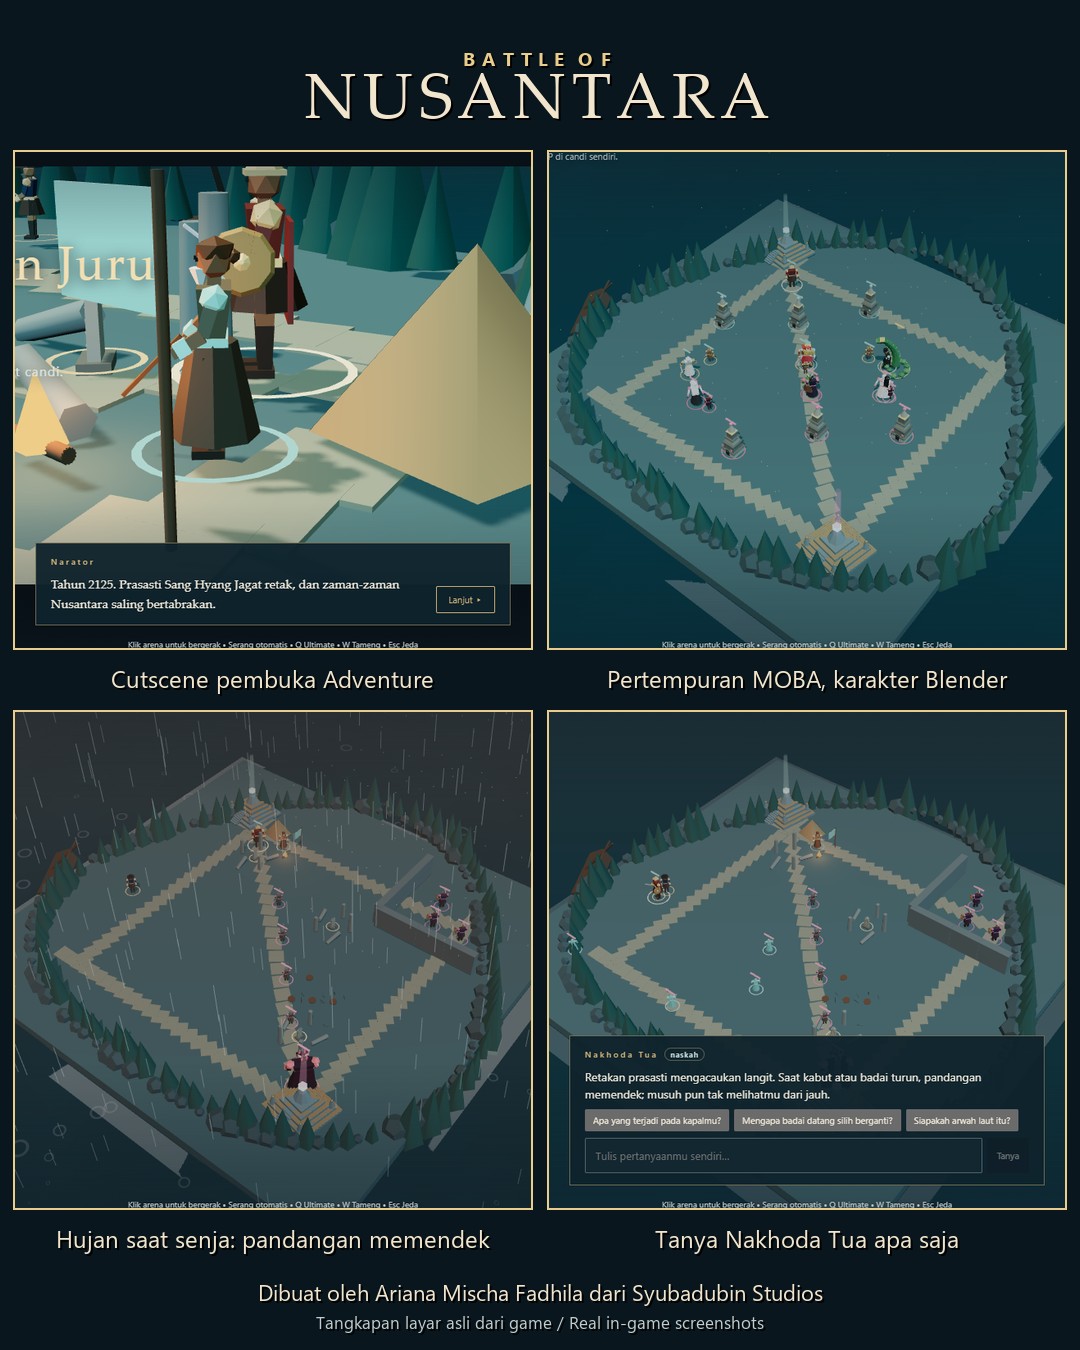 BATTLE OF
NUSANTARA
n Juru
t candi.
Narator
Tahun 2125. Prasasti Sang Hyang Jagat retak, dan zaman-zaman
Nusantara saling bertabrakan.
Lanjut ▸
Klik arena untuk bergerak • Serang otomatis • Q Ultimate • W Tameng • Esc Jeda
P di candi sendiri.
Klik arena untuk bergerak • Serang otomatis • Q Ultimate • W Tameng • Esc Jeda
Cutscene pembuka Adventure
Pertempuran MOBA, karakter Blender
Klik arena untuk bergerak • Serang otomatis • Q Ultimate • W Tameng • Esc Jeda
Nakhoda Tua naskah
Retakan prasasti mengacaukan langit. Saat kabut atau badai turun, pandangan
memendek; musuh pun tak melihatmu dari jauh.
Apa yang terjadi pada kapalmu? Mengapa badai datang silih berganti? Siapakah arwah laut itu?
Tulis pertanyaanmu sendiri... Tanya
Klik arena untuk bergerak • Serang otomatis • Q Ultimate • W Tameng • Esc Jeda
Hujan saat senja: pandangan memendek
Tanya Nakhoda Tua apa saja
Dibuat oleh Ariana Mischa Fadhila dari Syubadubin Studios
Tangkapan layar asli dari game / Real in-game screenshots